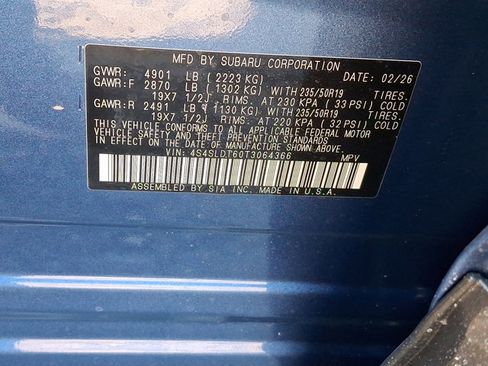 MFD BY SUBARU CORPORATION
GVWR: 4901 LB (2223 KG) DATE: 02/26
GAWR:F 2870 LB (1302 KG) WITH 235/50R19 TIRES.
19X7 1/2J RIMS. AT 230 KPA (33 PSI) COLD
GAWR:R 2491 LB (1130 KG) WITH 235/50R19 TIRES.
19X7 1/2J RIMS. AT 220 KPA (32 PSI) COLD
THIS VEHICLE CONFORMS TO ALL APPLICABLE FEDERAL MOTOR
VEHICLE SAFETY AND THEFT PREVENTION STANDARDS
IN EFFECT ON THE DATE OF MANUFACTURE SHOWN ABOVE.
VIN: 4S4SLDT60T3064366 MPV
ASSEMBLED BY SIA INC. MADE IN U.S.A.